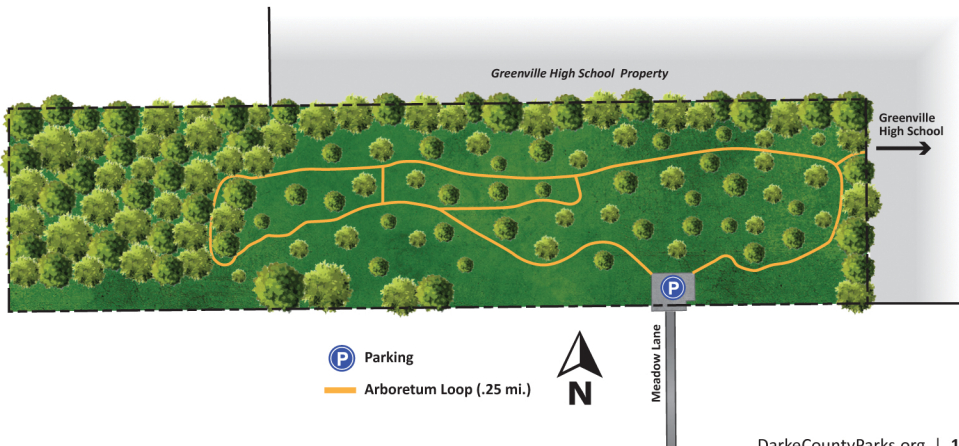 Greenville High School Property
Greenville
High School
P
P
Parking
Arboretum Loop (.25 mi.)
N
Meadow Lane
DarkeCountyParks.org | 1